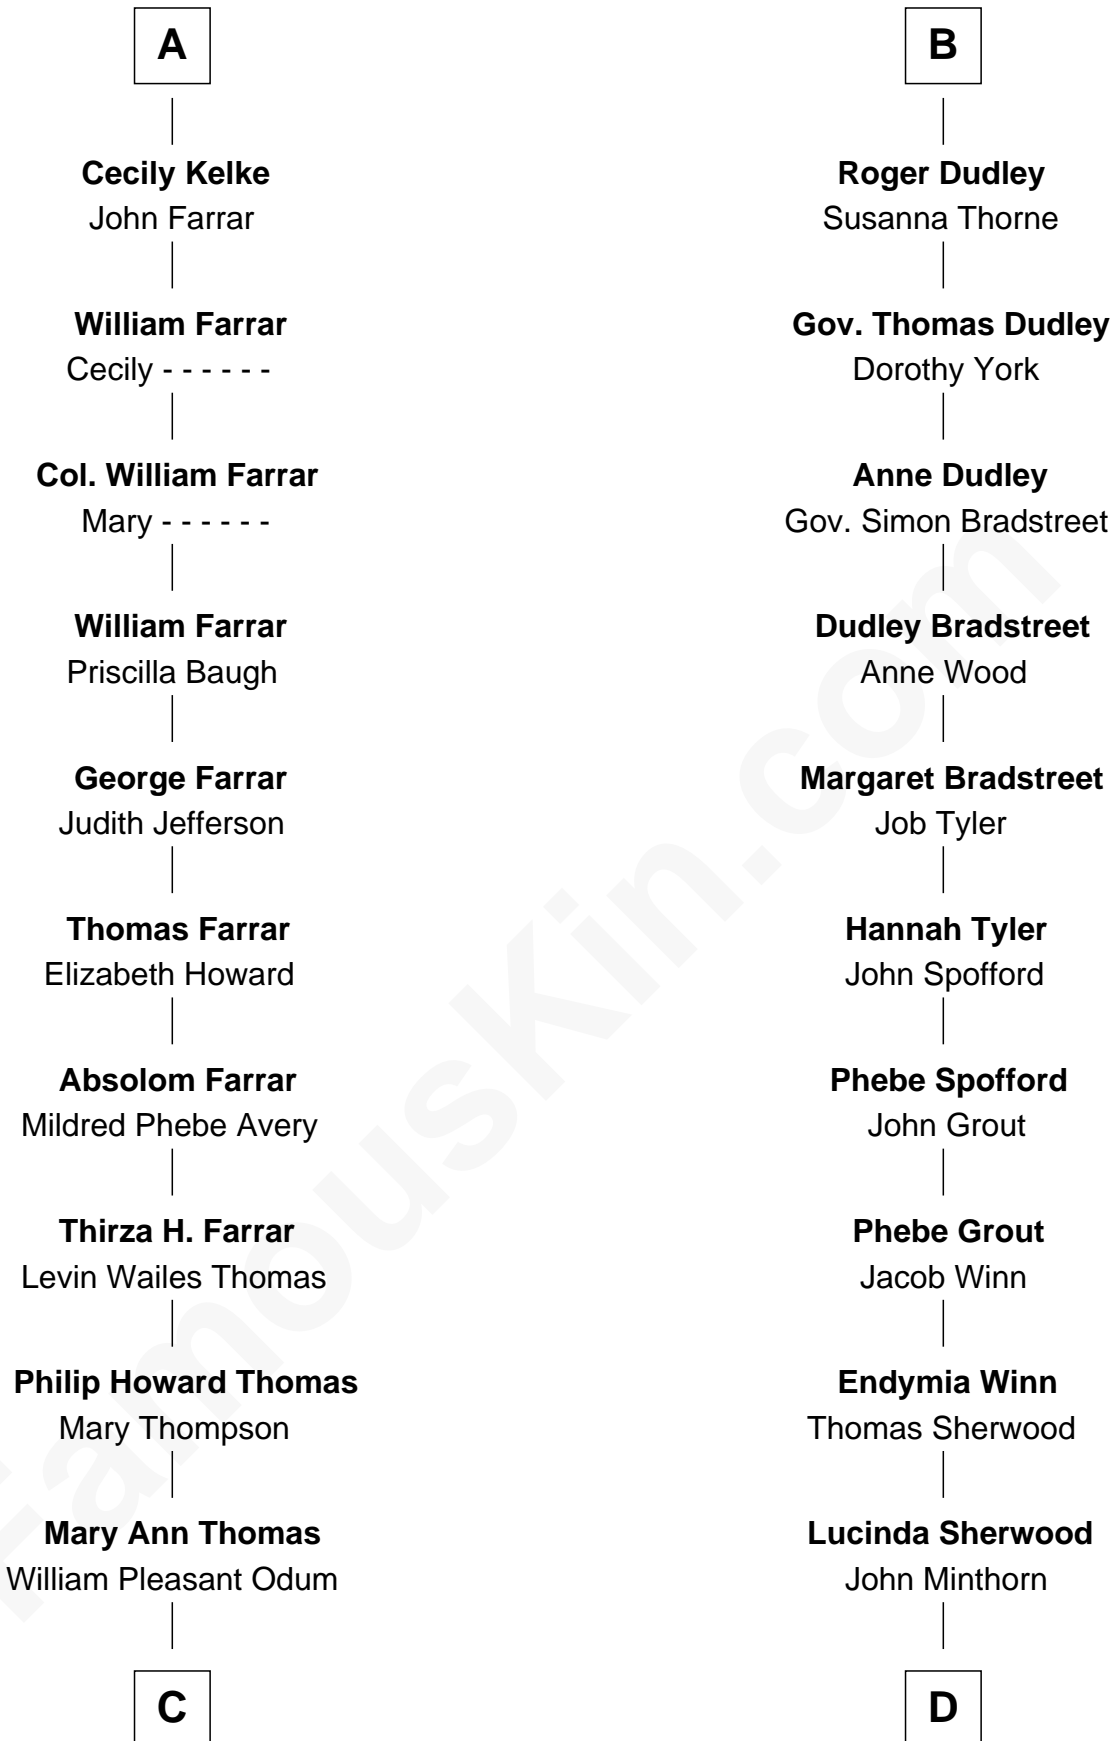 A
Cecily Kelke
John Farrar
William Farrar
Cecily - - - - - -
Col. William Farrar
Mary - - - - - -
William Farrar
Priscilla Baugh
George Farrar
Judith Jefferson
Thomas Farrar
Elizabeth Howard
Absolom Farrar
Mildred Phebe Avery
Thirza H. Farrar
Levin Wailes Thomas
Philip Howard Thomas
Mary Thompson
Mary Ann Thomas
William Pleasant Odum
C
B
Roger Dudley
Susanna Thorne
Gov. Thomas Dudley
Dorothy York
Anne Dudley
Gov. Simon Bradstreet
Dudley Bradstreet
Anne Wood
Margaret Bradstreet
Job Tyler
Hannah Tyler
John Spofford
Phebe Spofford
John Grout
Phebe Grout
Jacob Winn
Endymia Winn
Thomas Sherwood
Lucinda Sherwood
John Minthorn
D
FamousKin.com